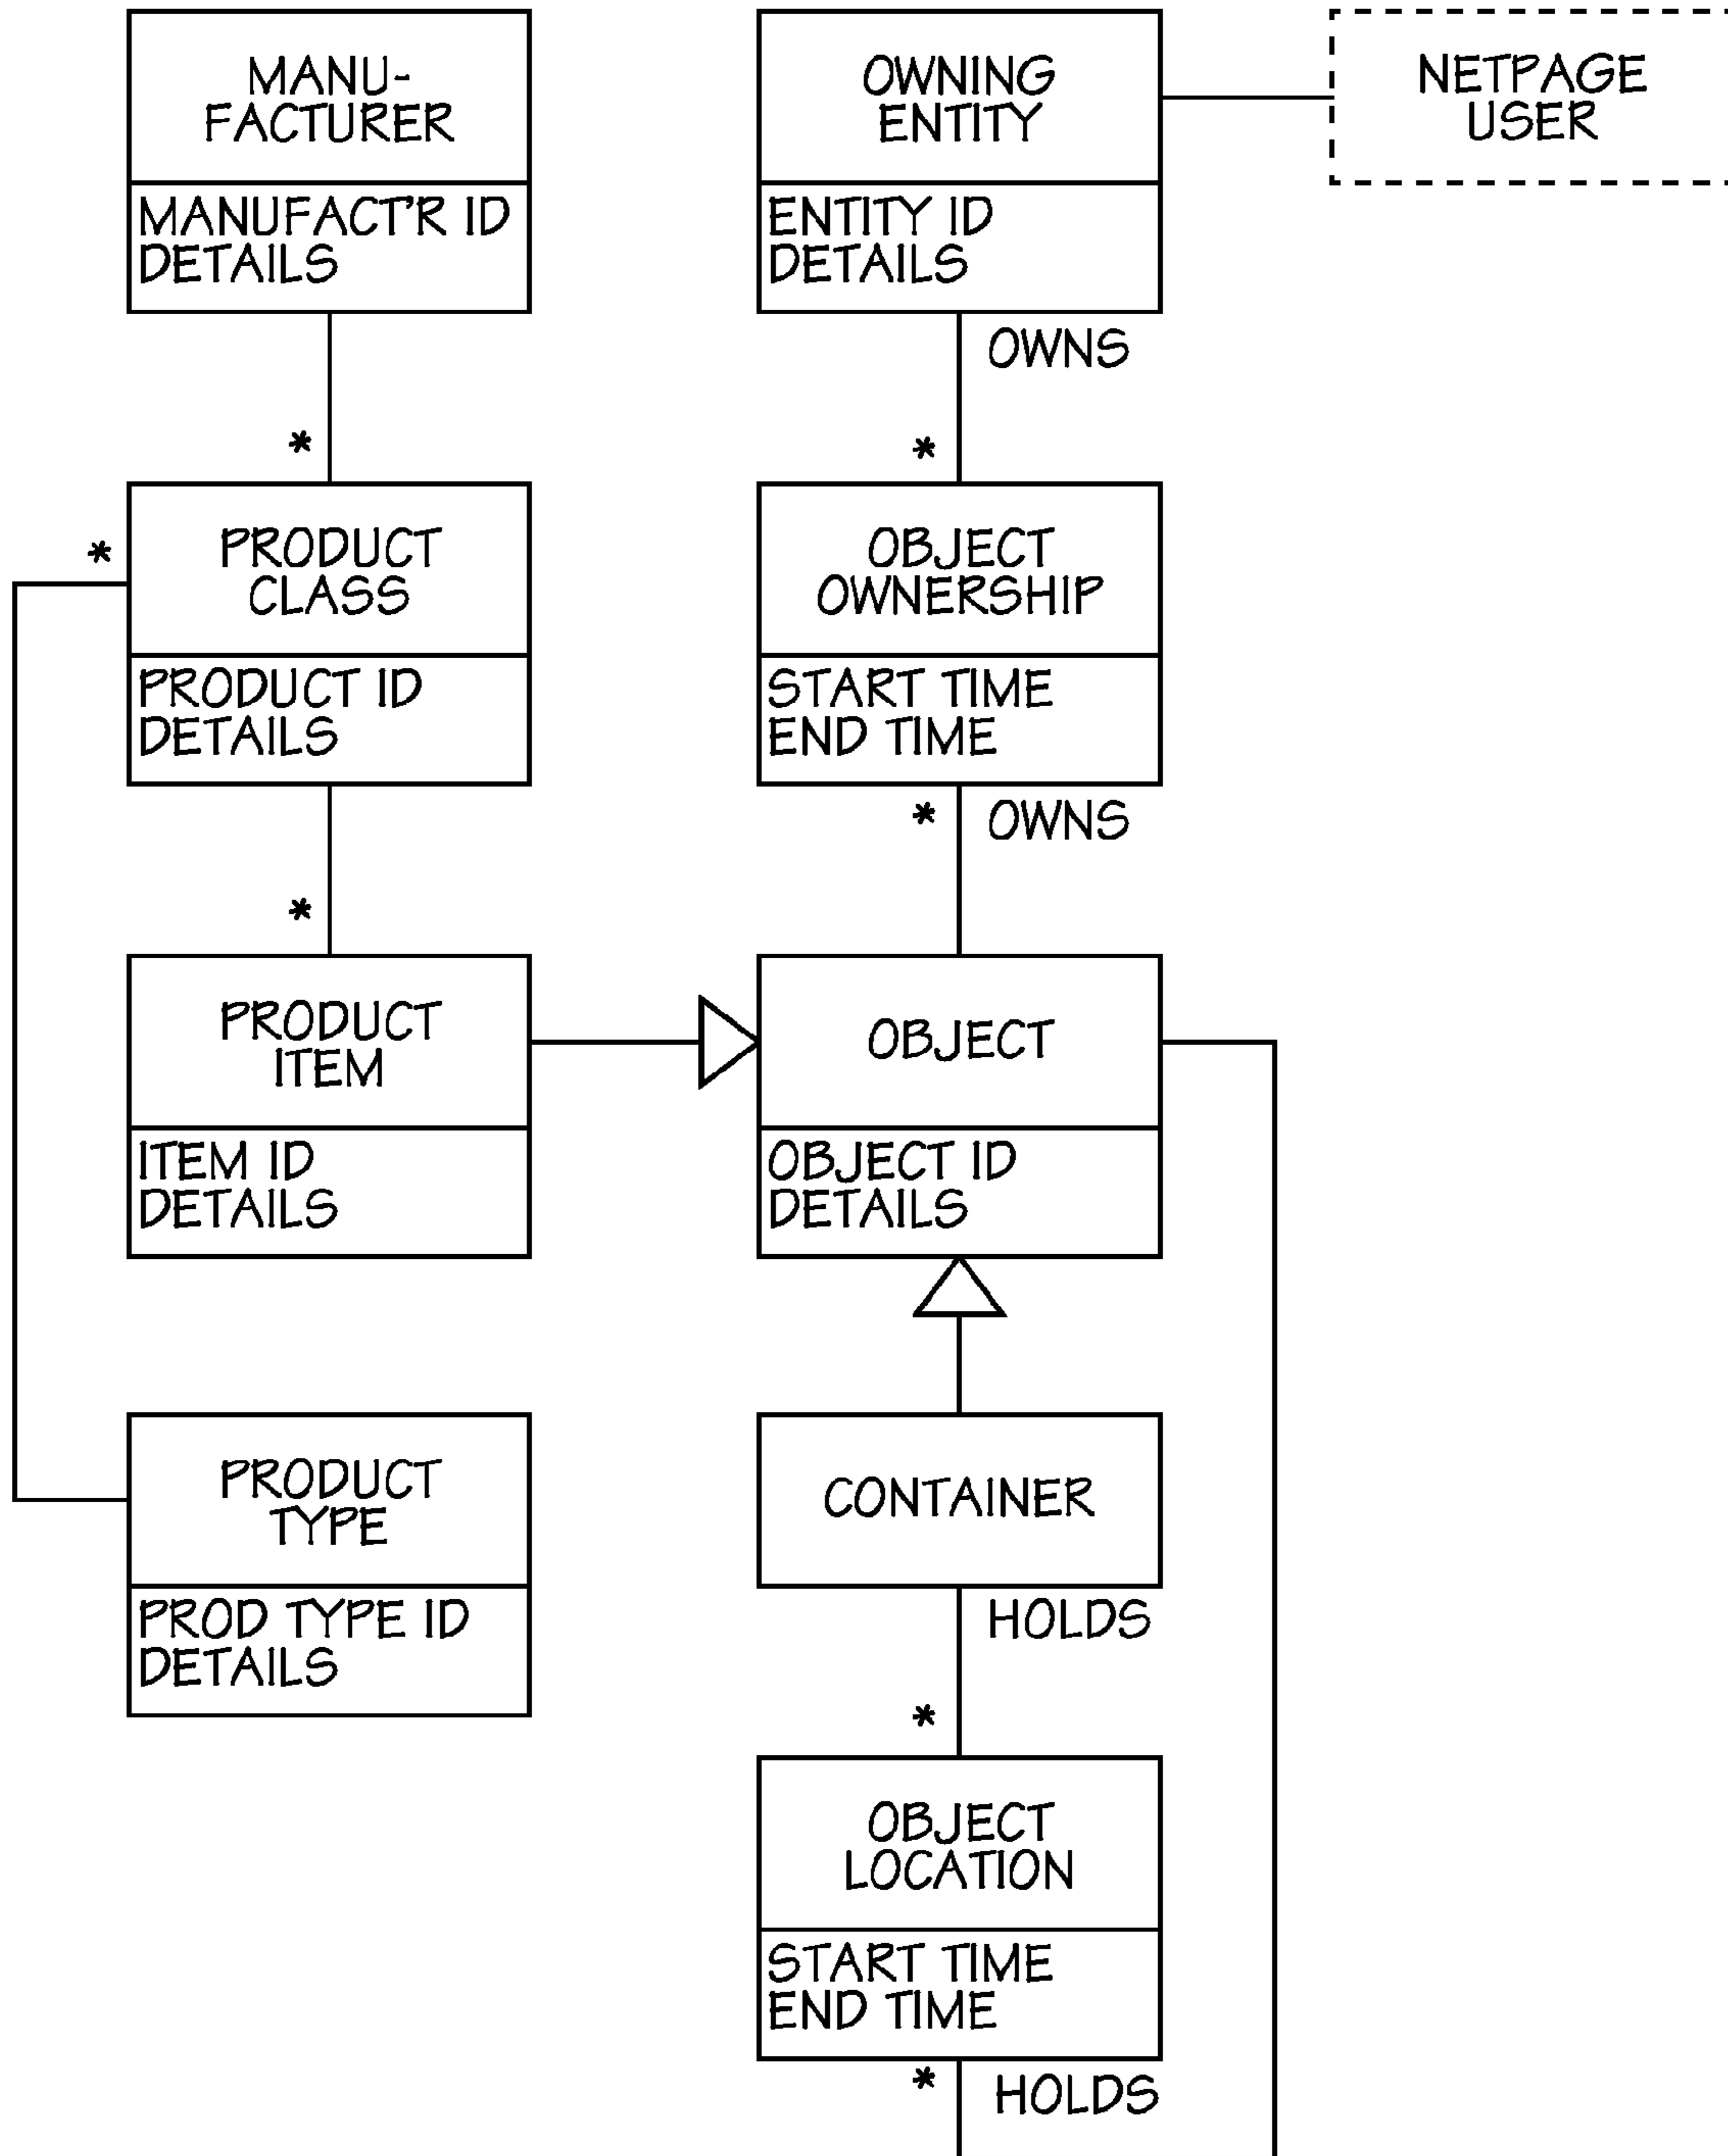 MANU-
FACTURER
MANUFACT'R ID
DETAILS
OWNING
ENTITY
ENTITY ID
DETAILS
NETPAGE
USER
OWNS
*
*
*
PRODUCT
CLASS
PRODUCT ID
DETAILS
OBJECT
OWNERSHIP
START TIME
END TIME
* OWNS
*
PRODUCT
ITEM
ITEM ID
DETAILS
OBJECT
OBJECT ID
DETAILS
PRODUCT
TYPE
PROD TYPE ID
DETAILS
CONTAINER
HOLDS
*
OBJECT
LOCATION
START TIME
END TIME
* HOLDS